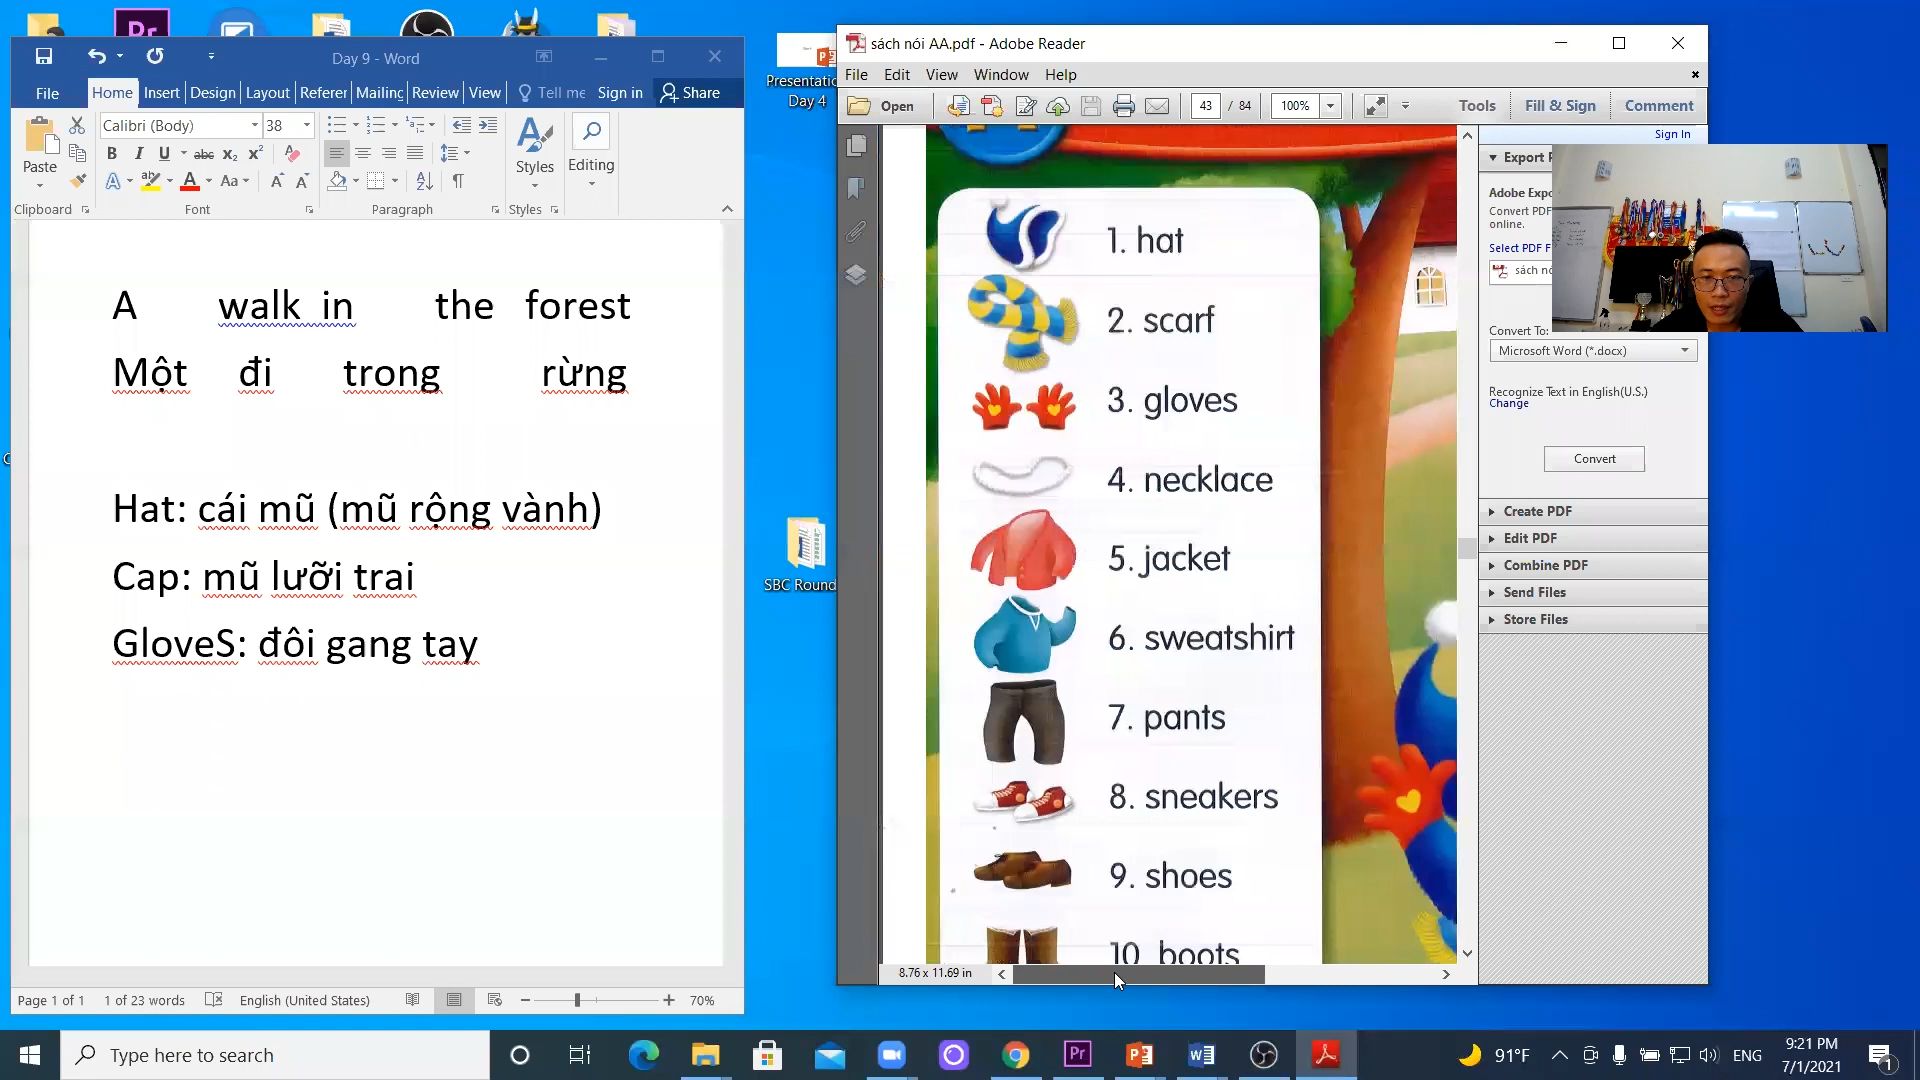 Day 9 - Word
File Home Insert Design Layout Referer Mailing Review View Tell me Sign in Share
Calibri (Body) 38
Paste
Styles
Editing
Clipboard Font Paragraph Styles
A walk in the forest
Một đi trong rừng
Hat: cái mũ (mũ rộng vành)
Cap: mũ lưỡi trai
GloveS: đôi gang tay
Page 1 of 1 1 of 23 words English (United States) 70%
Presentatio
Day 4
SBC Round
sách nói AA.pdf - Adobe Reader
File Edit View Window Help
Open 43 / 84 100% Tools Fill & Sign Comment
Sign In
1. hat
2. scarf
3. gloves
4. necklace
5. jacket
6. sweatshirt
7. pants
8. sneakers
9. shoes
10 boots
8.76 x 11.69 in
Export P
Adobe Expo
Convert PDF
online.
Select PDF F
sách nó
Convert To:
Microsoft Word (*.docx)
Recognize Text in English(U.S.)
Change
Convert
Create PDF
Edit PDF
Combine PDF
Send Files
Store Files
Type here to search
91°F ENG
9:21 PM
7/1/2021
1